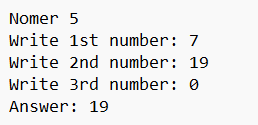 Nomer 5
Write 1st number: 7
Write 2nd number: 19
Write 3rd number: 0
Answer: 19